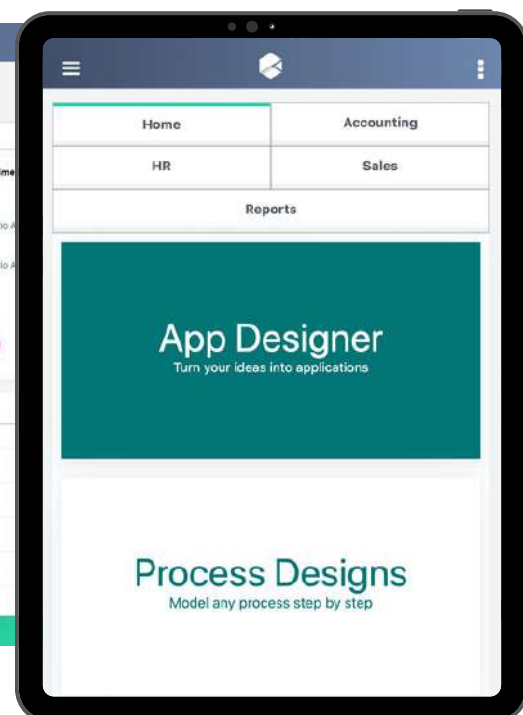 Home
Accounting
HR
Sales
Reports
App Designer
Turn your ideas into applications
Process Designs
Model any process step by step